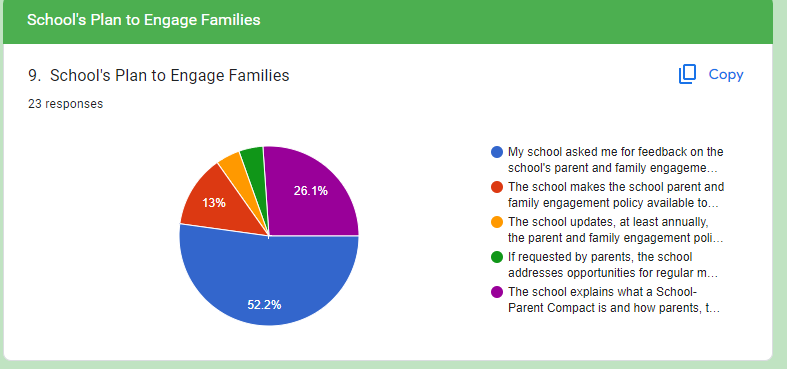 School's Plan to Engage Families
9. School's Plan to Engage Families
Copy
23 responses
26.1%
13%
52.2%
My school asked me for feedback on the
school's parent and family engageme…
The school makes the school parent and
family engagement policy available to…
The school updates, at least annually,
the parent and family engagement poli…
If requested by parents, the school
addresses opportunities for regular m…
The school explains what a School-
Parent Compact is and how parents, t…